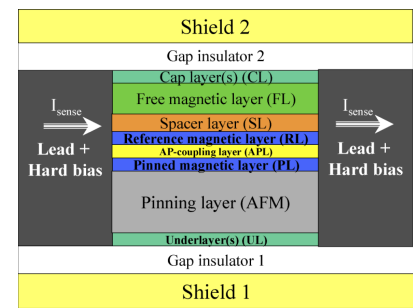 Shield 2
Gap insulator 2
Cap layer(s) (CL)
Free magnetic layer (FL)
Spacer layer (SL)
Reference magnetic layer (RL)
AP-coupling layer (APL)
Pinned magnetic layer (PL)
Pinning layer (AFM)
Underlayer(s) (UL)
I_sense
Lead +
Hard bias
I_sense
Lead +
Hard bias
Gap insulator 1
Shield 1